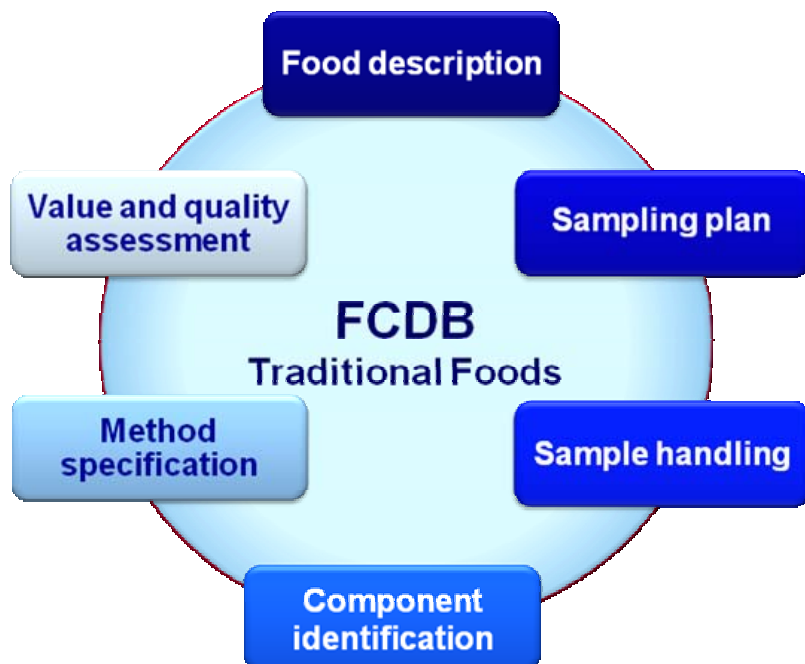 Food description
Value and quality
assessment
Sampling plan
FCDB
Traditional Foods
Method
specification
Sample handling
Component
identification